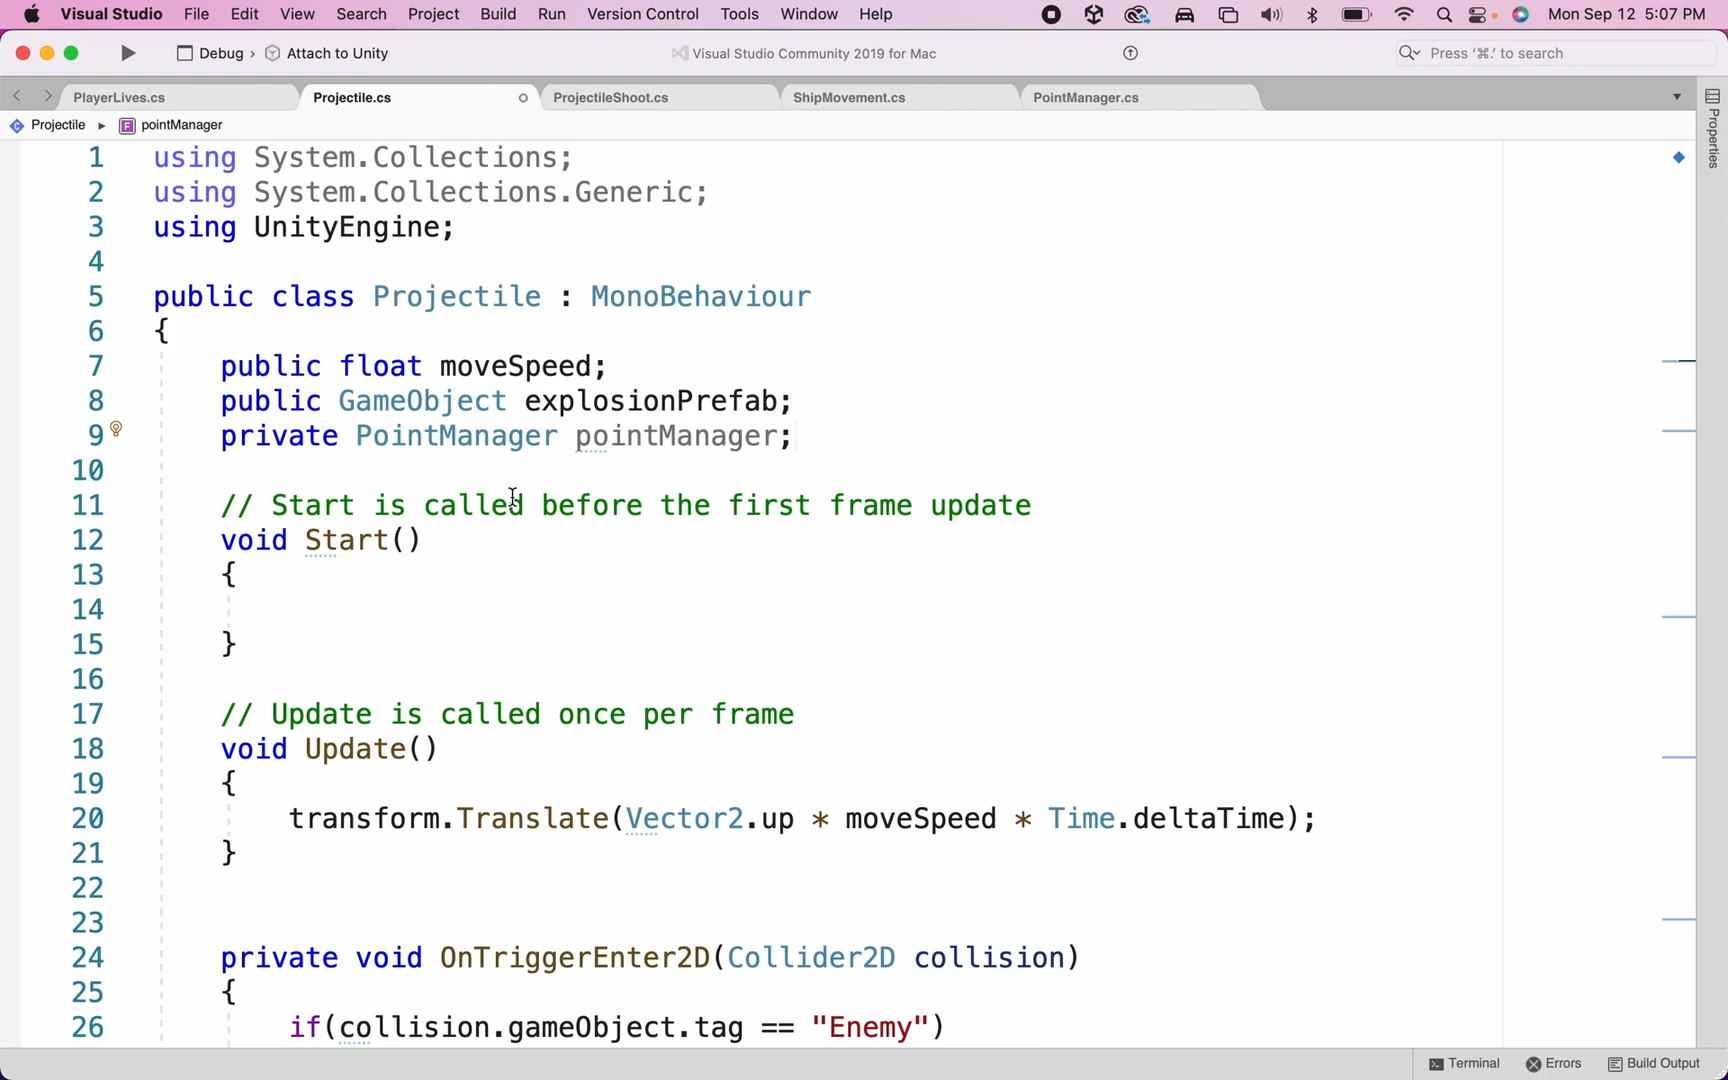 Visual Studio File Edit View Search Project Build Run Version Control Tools Window Help Mon Sep 12 5:07 PM
Debug › Attach to Unity Visual Studio Community 2019 for Mac Press '⌘.' to search
PlayerLives.cs Projectile.cs ProjectileShoot.cs ShipMovement.cs PointManager.cs
Projectile ▸ F pointManager
Properties
1 using System.Collections;
2 using System.Collections.Generic;
3 using UnityEngine;
4
5 public class Projectile : MonoBehaviour
6 {
7 public float moveSpeed;
8 public GameObject explosionPrefab;
9 private PointManager pointManager;
10
11 // Start is called before the first frame update
12 void Start()
13 {
14
15 }
16
17 // Update is called once per frame
18 void Update()
19 {
20 transform.Translate(Vector2.up * moveSpeed * Time.deltaTime);
21 }
22
23
24 private void OnTriggerEnter2D(Collider2D collision)
25 {
26 if(collision.gameObject.tag == "Enemy")
Terminal Errors Build Output